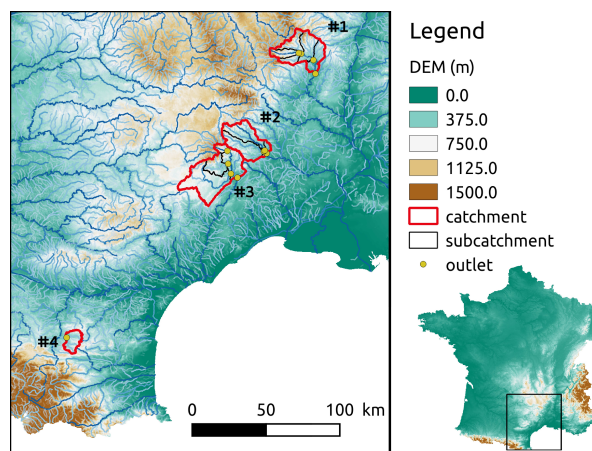 #1
#2
#3
#4
0 50 100 km
Legend
DEM (m)
0.0
375.0
750.0
1125.0
1500.0
catchment
subcatchment
outlet